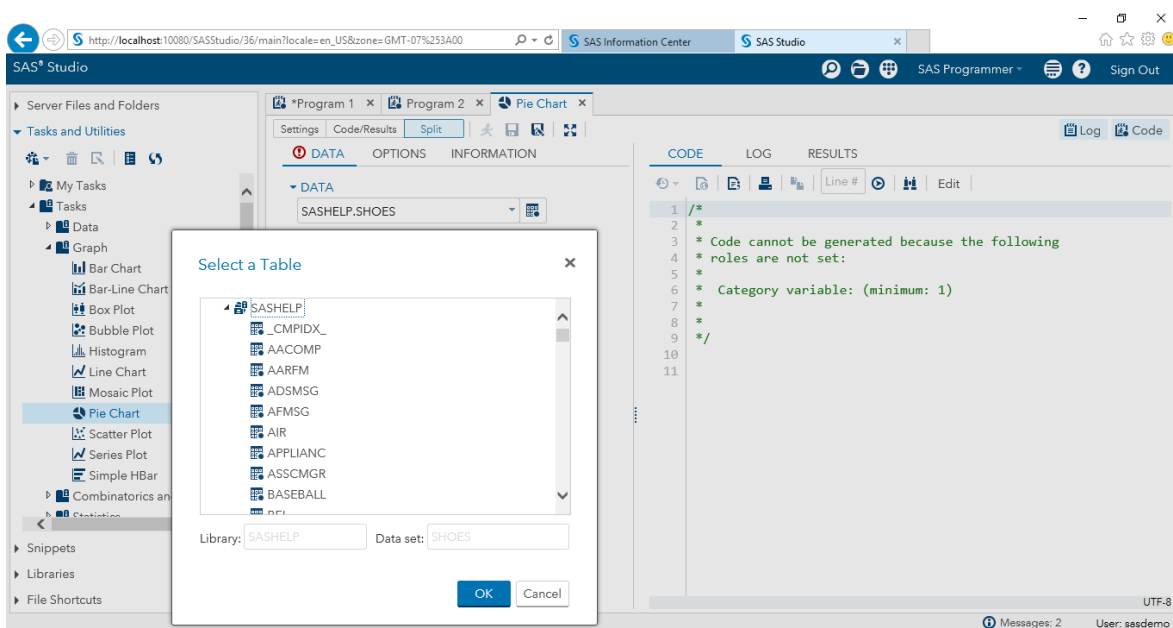 http://localhost:10080/SASStudio/36/main?locale=en_US&zone=GMT-07%253A00
SAS Information Center
SAS Studio
SAS® Studio
SAS Programmer
Sign Out
Server Files and Folders
Tasks and Utilities
My Tasks
Tasks
Data
Graph
Bar Chart
Bar-Line Chart
Box Plot
Bubble Plot
Histogram
Line Chart
Mosaic Plot
Pie Chart
Scatter Plot
Series Plot
Simple HBar
Combinatorics an
Statistics
Snippets
Libraries
File Shortcuts
*Program 1
Program 2
Pie Chart
Settings Code/Results Split
Log Code
DATA OPTIONS INFORMATION
DATA
SASHELP.SHOES
Select a Table
SASHELP
_CMPIDX_
AACOMP
AARFM
ADSMSG
AFMSG
AIR
APPLIANC
ASSCMGR
BASEBALL
Library: SASHELP Data set: SHOES
OK Cancel
CODE LOG RESULTS
Line # Edit
1 /*
2 *
3 * Code cannot be generated because the following
4 * roles are not set:
5 *
6 * Category variable: (minimum: 1)
7 *
8 *
9 */
10
11
UTF-8
Messages: 2 User: sasdemo